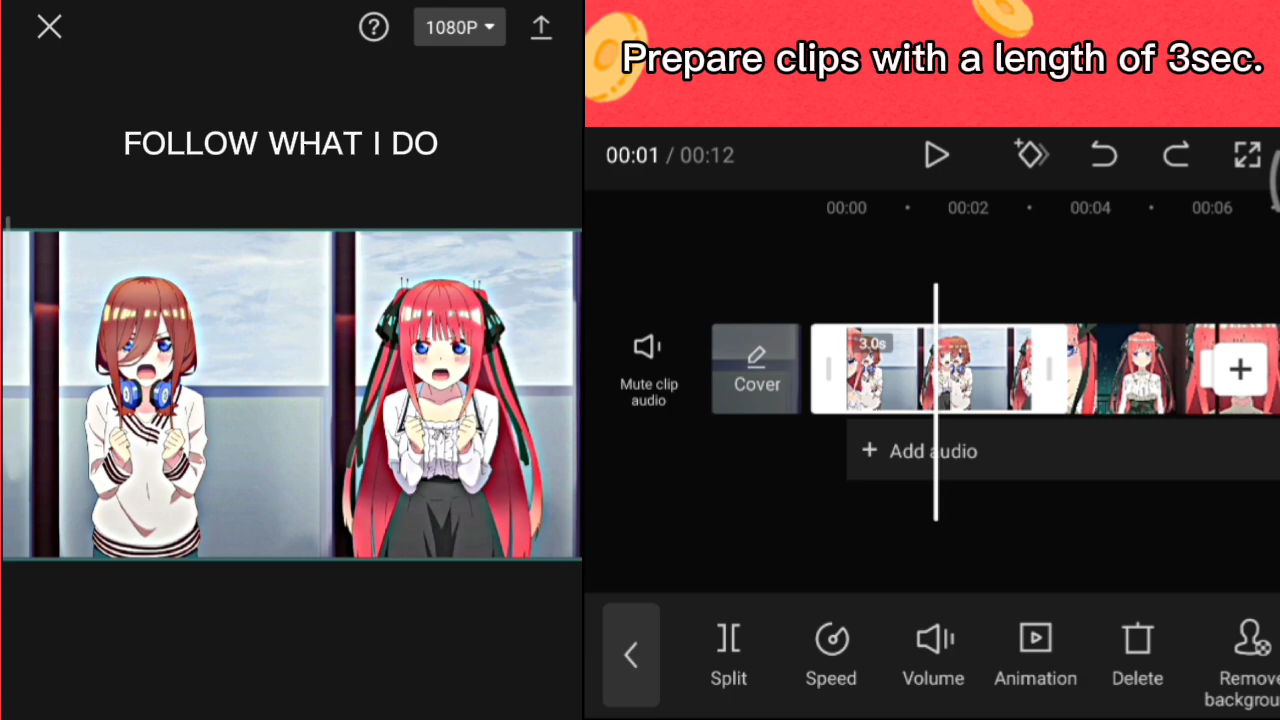 1080P
FOLLOW WHAT I DO
Prepare clips with a length of 3sec.
00:01 / 00:12
00:00
00:02
00:04
00:06
3.0s
Mute clip
audio
Cover
+ Add audio
Split
Speed
Volume
Animation
Delete
Remove
backgrou